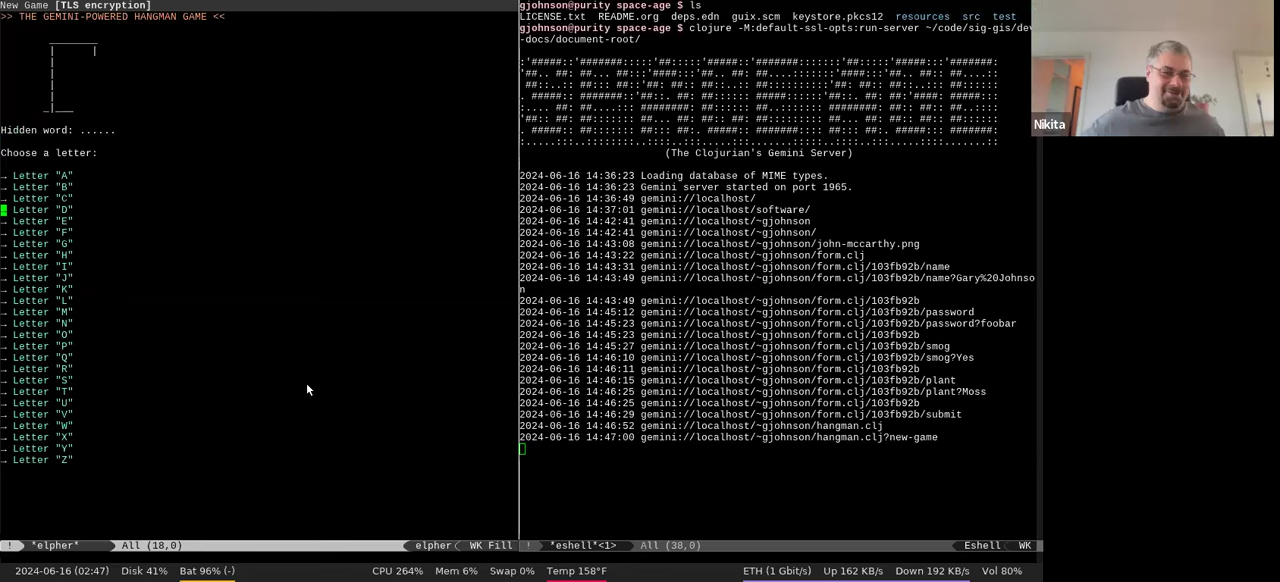 New Game [TLS encryption]
>> THE GEMINI-POWERED HANGMAN GAME <<
Hidden word: ......
Choose a letter:
→ Letter "A"
→ Letter "B"
→ Letter "C"
→ Letter "D"
→ Letter "E"
→ Letter "F"
→ Letter "G"
→ Letter "H"
→ Letter "I"
→ Letter "J"
→ Letter "K"
→ Letter "L"
→ Letter "M"
→ Letter "N"
→ Letter "O"
→ Letter "P"
→ Letter "Q"
→ Letter "R"
→ Letter "S"
→ Letter "T"
→ Letter "U"
→ Letter "V"
→ Letter "W"
→ Letter "X"
→ Letter "Y"
→ Letter "Z"
! *elpher* All (18,0) elpher WK Fill
gjohnson@purity space-age $ ls
LICENSE.txt README.org deps.edn guix.scm keystore.pkcs12 resources src test
gjohnson@purity space-age $ clojure -M:default-ssl-opts:run-server ~/code/sig-gis/dev
-docs/document-root/
(The Clojurian's Gemini Server)
2024-06-16 14:36:23 Loading database of MIME types.
2024-06-16 14:36:23 Gemini server started on port 1965.
2024-06-16 14:36:49 gemini://localhost/
2024-06-16 14:37:01 gemini://localhost/software/
2024-06-16 14:42:41 gemini://localhost/~gjohnson
2024-06-16 14:42:41 gemini://localhost/~gjohnson/
2024-06-16 14:43:08 gemini://localhost/~gjohnson/john-mccarthy.png
2024-06-16 14:43:22 gemini://localhost/~gjohnson/form.clj
2024-06-16 14:43:31 gemini://localhost/~gjohnson/form.clj/103fb92b/name
2024-06-16 14:43:49 gemini://localhost/~gjohnson/form.clj/103fb92b/name?Gary%20Johnso
n
2024-06-16 14:43:49 gemini://localhost/~gjohnson/form.clj/103fb92b
2024-06-16 14:45:12 gemini://localhost/~gjohnson/form.clj/103fb92b/password
2024-06-16 14:45:23 gemini://localhost/~gjohnson/form.clj/103fb92b/password?foobar
2024-06-16 14:45:23 gemini://localhost/~gjohnson/form.clj/103fb92b
2024-06-16 14:45:27 gemini://localhost/~gjohnson/form.clj/103fb92b/smog
2024-06-16 14:46:10 gemini://localhost/~gjohnson/form.clj/103fb92b/smog?Yes
2024-06-16 14:46:11 gemini://localhost/~gjohnson/form.clj/103fb92b
2024-06-16 14:46:15 gemini://localhost/~gjohnson/form.clj/103fb92b/plant
2024-06-16 14:46:25 gemini://localhost/~gjohnson/form.clj/103fb92b/plant?Moss
2024-06-16 14:46:25 gemini://localhost/~gjohnson/form.clj/103fb92b
2024-06-16 14:46:29 gemini://localhost/~gjohnson/form.clj/103fb92b/submit
2024-06-16 14:46:52 gemini://localhost/~gjohnson/hangman.clj
2024-06-16 14:47:00 gemini://localhost/~gjohnson/hangman.clj?new-game
! *eshell*<1> All (38,0) Eshell WK
Nikita
2024-06-16 (02:47) Disk 41% Bat 96% (-) CPU 264% Mem 6% Swap 0% Temp 158°F ETH (1 Gbit/s) Up 162 KB/s Down 192 KB/s Vol 80%